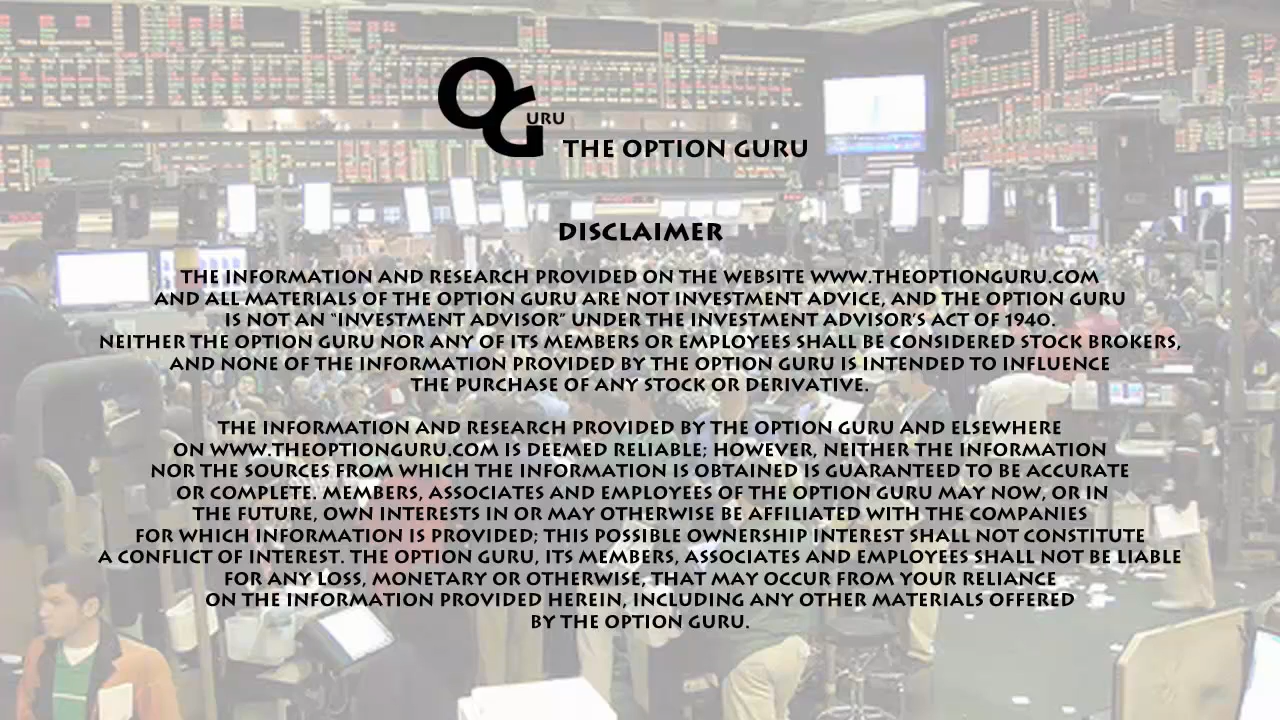 OG
URU
THE OPTION GURU
DISCLAIMER
THE INFORMATION AND RESEARCH PROVIDED ON THE WEBSITE WWW.THEOPTIONGURU.COM
AND ALL MATERIALS OF THE OPTION GURU ARE NOT INVESTMENT ADVICE, AND THE OPTION GURU
IS NOT AN "INVESTMENT ADVISOR" UNDER THE INVESTMENT ADVISOR'S ACT OF 1940.
NEITHER THE OPTION GURU NOR ANY OF ITS MEMBERS OR EMPLOYEES SHALL BE CONSIDERED STOCK BROKERS,
AND NONE OF THE INFORMATION PROVIDED BY THE OPTION GURU IS INTENDED TO INFLUENCE
THE PURCHASE OF ANY STOCK OR DERIVATIVE.
THE INFORMATION AND RESEARCH PROVIDED BY THE OPTION GURU AND ELSEWHERE
ON WWW.THEOPTIONGURU.COM IS DEEMED RELIABLE; HOWEVER, NEITHER THE INFORMATION
NOR THE SOURCES FROM WHICH THE INFORMATION IS OBTAINED IS GUARANTEED TO BE ACCURATE
OR COMPLETE. MEMBERS, ASSOCIATES AND EMPLOYEES OF THE OPTION GURU MAY NOW, OR IN
THE FUTURE, OWN INTERESTS IN OR MAY OTHERWISE BE AFFILIATED WITH THE COMPANIES
FOR WHICH INFORMATION IS PROVIDED; THIS POSSIBLE OWNERSHIP INTEREST SHALL NOT CONSTITUTE
A CONFLICT OF INTEREST. THE OPTION GURU, ITS MEMBERS, ASSOCIATES AND EMPLOYEES SHALL NOT BE LIABLE
FOR ANY LOSS, MONETARY OR OTHERWISE, THAT MAY OCCUR FROM YOUR RELIANCE
ON THE INFORMATION PROVIDED HEREIN, INCLUDING ANY OTHER MATERIALS OFFERED
BY THE OPTION GURU.